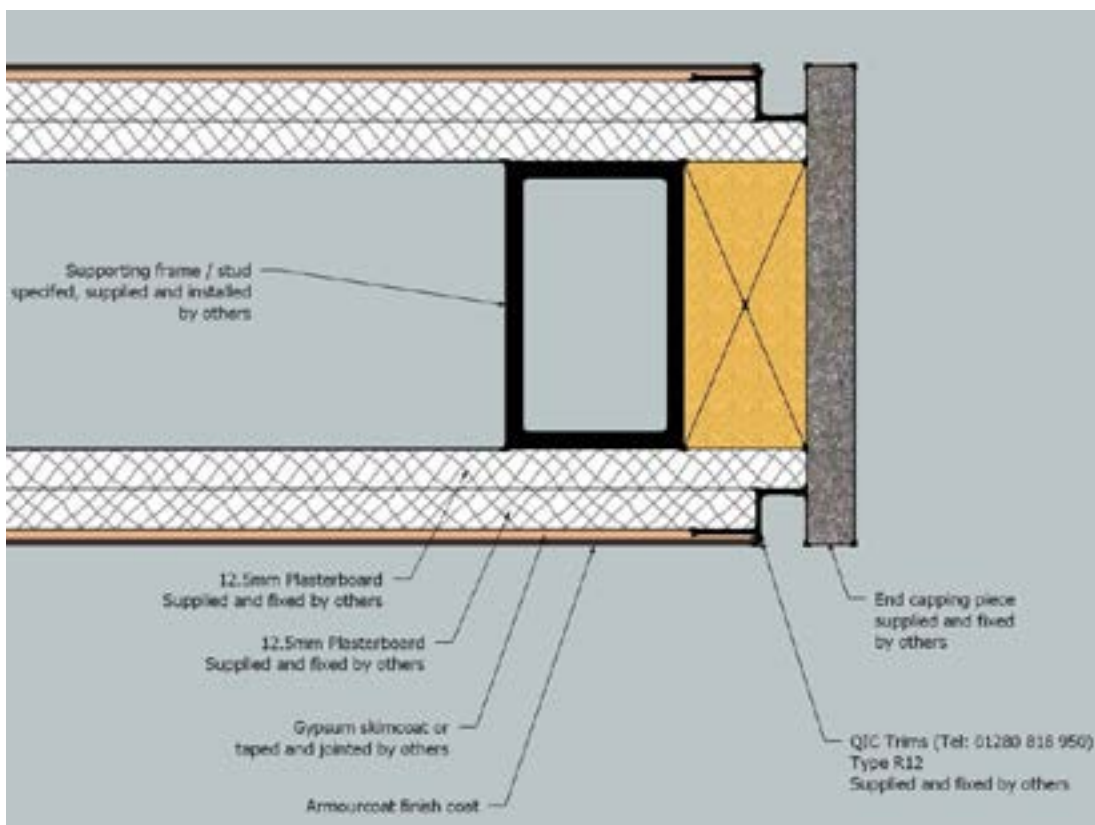 Supporting frame / stud
specifed, supplied and installed
by others
12.5mm Plasterboard
Supplied and fixed by others
12.5mm Plasterboard
Supplied and fixed by others
Gypsum skimcoat or
taped and jointed by others
Armourcoat finish coat
End capping piece
supplied and fixed
by others
QIC Trims (Tel: 01280 818 950)
Type R12
Supplied and fixed by others